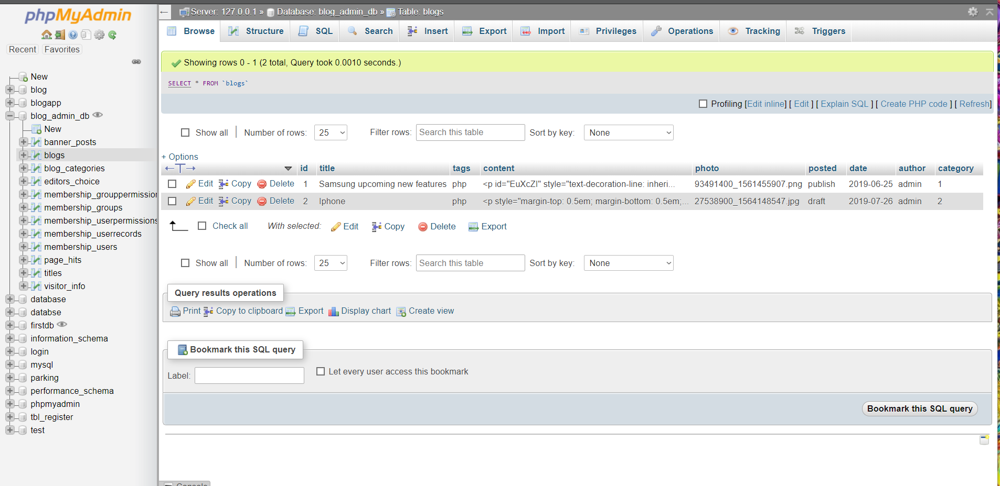 phpMyAdmin
Recent Favorites
New
blog
blogapp
blog_admin_db
New
banner_posts
blogs
blog_categories
editors_choice
membership_grouppermission
membership_groups
membership_userpermissions
membership_userrecords
membership_users
page_hits
titles
visitor_info
database
databse
firstdb
information_schema
login
mysql
parking
performance_schema
phpmyadmin
tbl_register
test
Server: 127.0.0.1 » Database: blog_admin_db » Table: blogs
Browse Structure SQL Search Insert Export Import Privileges Operations Tracking Triggers
Showing rows 0 - 1 (2 total, Query took 0.0010 seconds.)
SELECT * FROM `blogs`
Profiling [Edit inline] [ Edit ] [ Explain SQL ] [ Create PHP code ] [ Refresh]
Show all | Number of rows: 25 Filter rows: Search this table Sort by key: None
+ Options
←T→ id title tags content photo posted date author category
Edit Copy Delete 1 Samsung upcoming new features php <p id="EuXcZI" style="text-decoration-line: inheri... 93491400_1561455907.png publish 2019-06-25 admin 1
Edit Copy Delete 2 Iphone php <p style="margin-top: 0.5em; margin-bottom: 0.5em;... 27538900_1564148547.jpg draft 2019-07-26 admin 2
Check all With selected: Edit Copy Delete Export
Show all | Number of rows: 25 Filter rows: Search this table Sort by key: None
Query results operations
Print Copy to clipboard Export Display chart Create view
Bookmark this SQL query
Label: Let every user access this bookmark
Bookmark this SQL query
Console